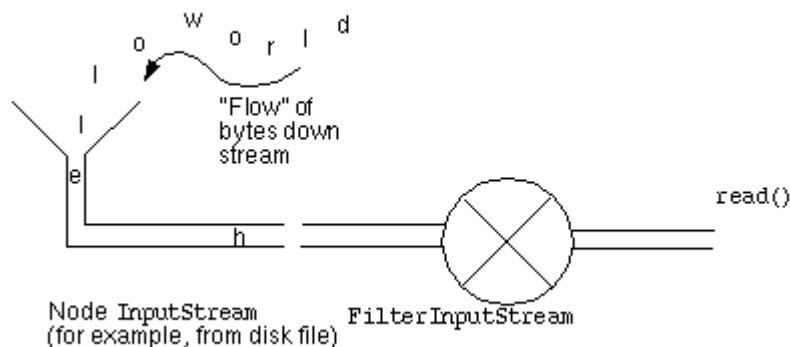 h e l l o w o r l d
"Flow" of
bytes down
stream
read()
Node InputStream
(for example, from disk file)
FilterInputStream